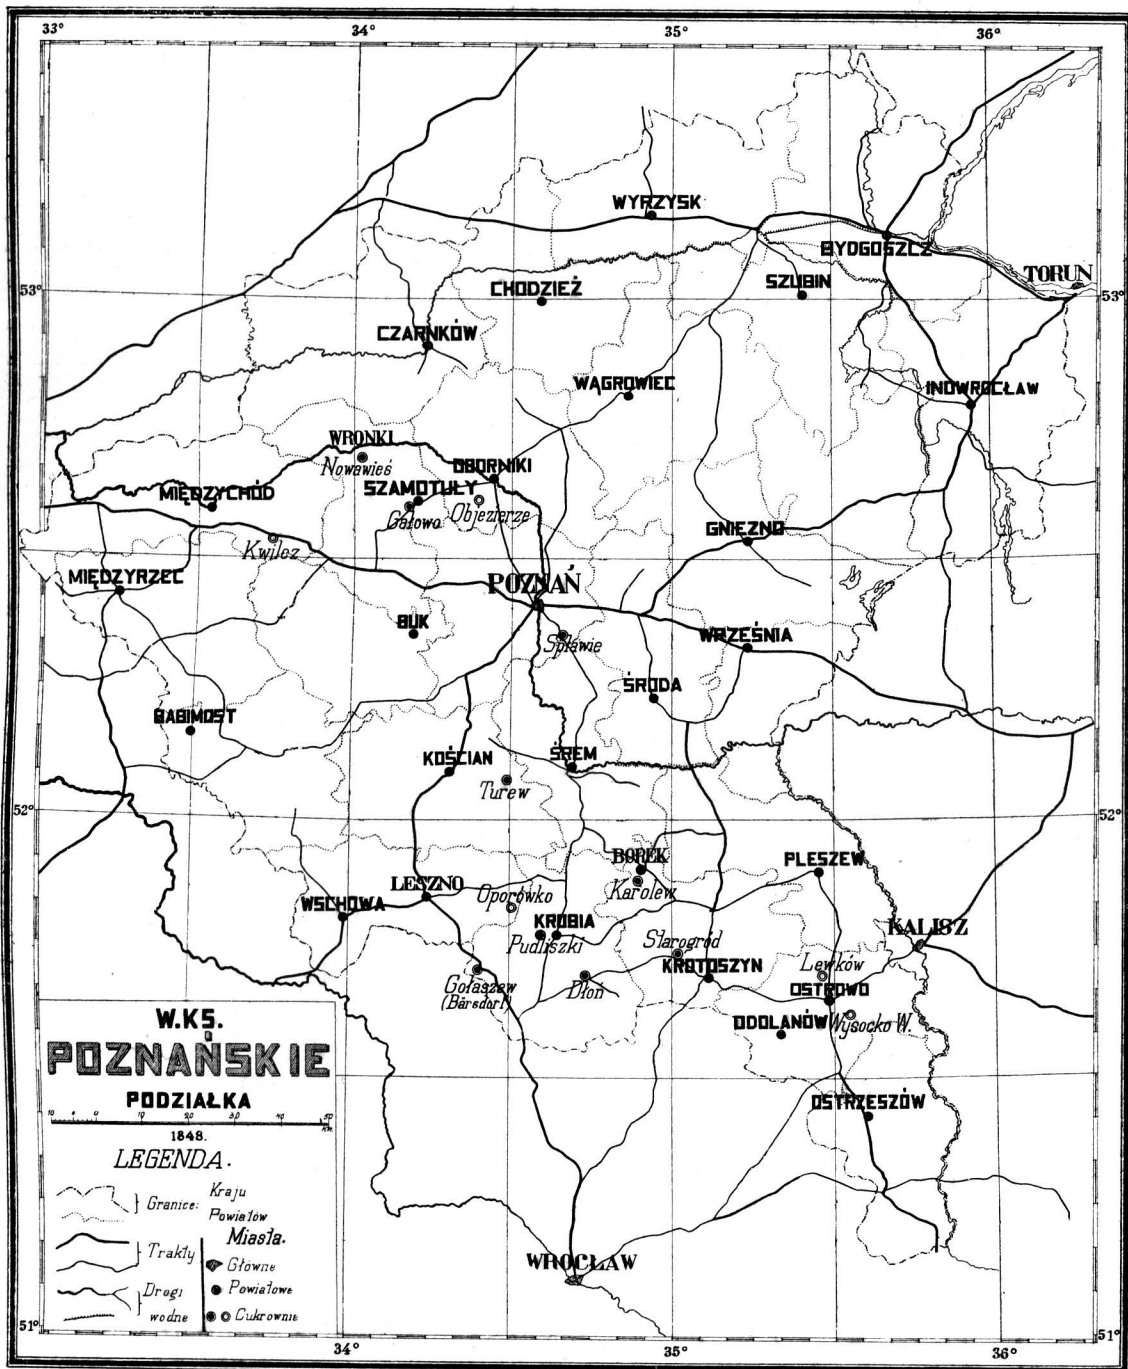 33° 34° 35° 36°
WYRZYSK
BYDGOSZCZ
TORUN
SZUBIN
CHODZIEŻ
53° 53°
CZARNKÓW
WĄGROWIEC
INOWROCŁAW
WRONKI
Nowawieś
OBORNIKI
MIĘDZYCHÓD
SZAMOTUŁY
Gałowo
Objezierze
GNIEZNO
Kwilcz
MIĘDZYRZEC
POZNAŃ
BUK
Spławie
WRZEŚNIA
ŚRODA
BABIMOST
KOŚCIAN
ŚREM
Turew
52° 52°
BOREK
PLESZEW
LESZNO
Karolew
Oporówko
WSCHOWA
KROBIA
KALISZ
Pudliszki
Starogród
KROTOSZYN
Lewków
Gołaszew
(Bärsdorf)
Dłoń
OSTROWO
ODOLANÓW
Wysocko W.
OSTRZESZÓW
W.KS.
POZNAŃSKIE
PODZIAŁKA
10 0 10 20 30 40 50
Km.
1848.
LEGENDA.
Granice: Kraju
Powiatów
Trakty
Drogi
wodne
Miasta.
Główne
Powiatowe
Cukrownie
WROCŁAW
51° 51°
34° 35° 36°